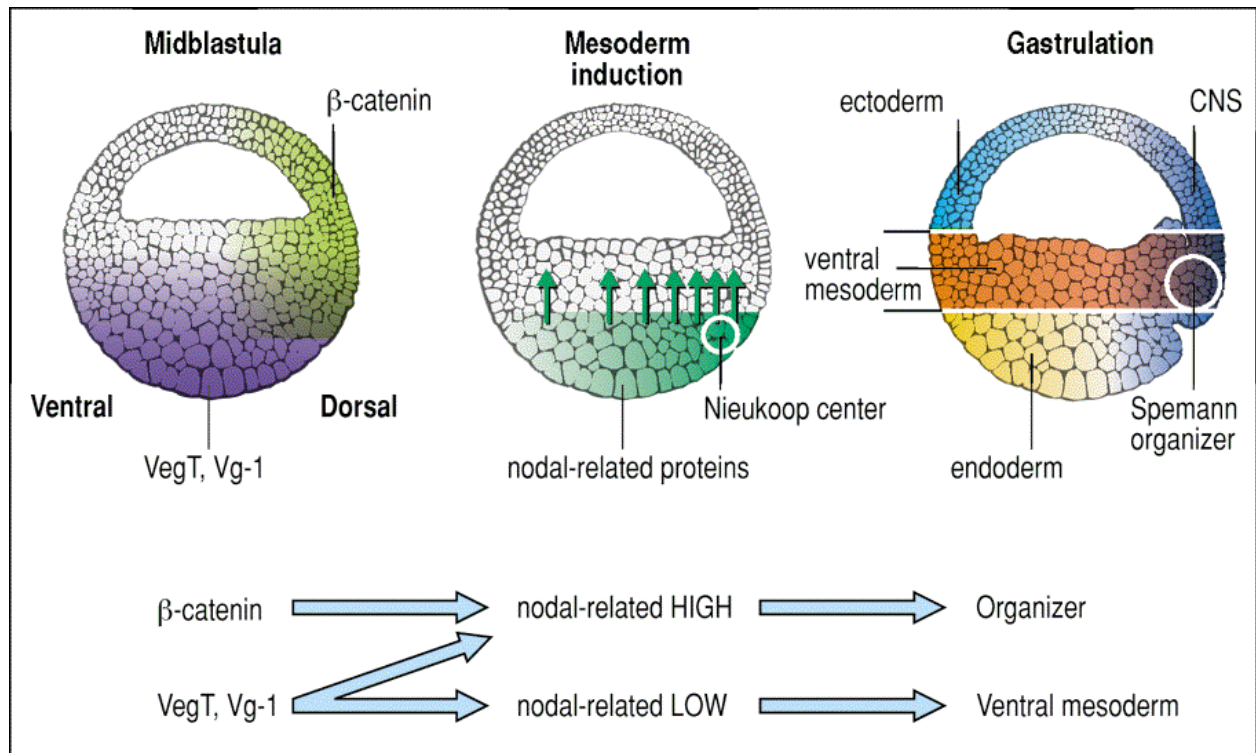 Midblastula
β-catenin
Ventral
Dorsal
VegT, Vg-1
Mesoderm
induction
Nieukoop center
nodal-related proteins
Gastrulation
ectoderm
CNS
ventral
mesoderm
Spemann
organizer
endoderm
β-catenin
nodal-related HIGH
Organizer
VegT, Vg-1
nodal-related LOW
Ventral mesoderm